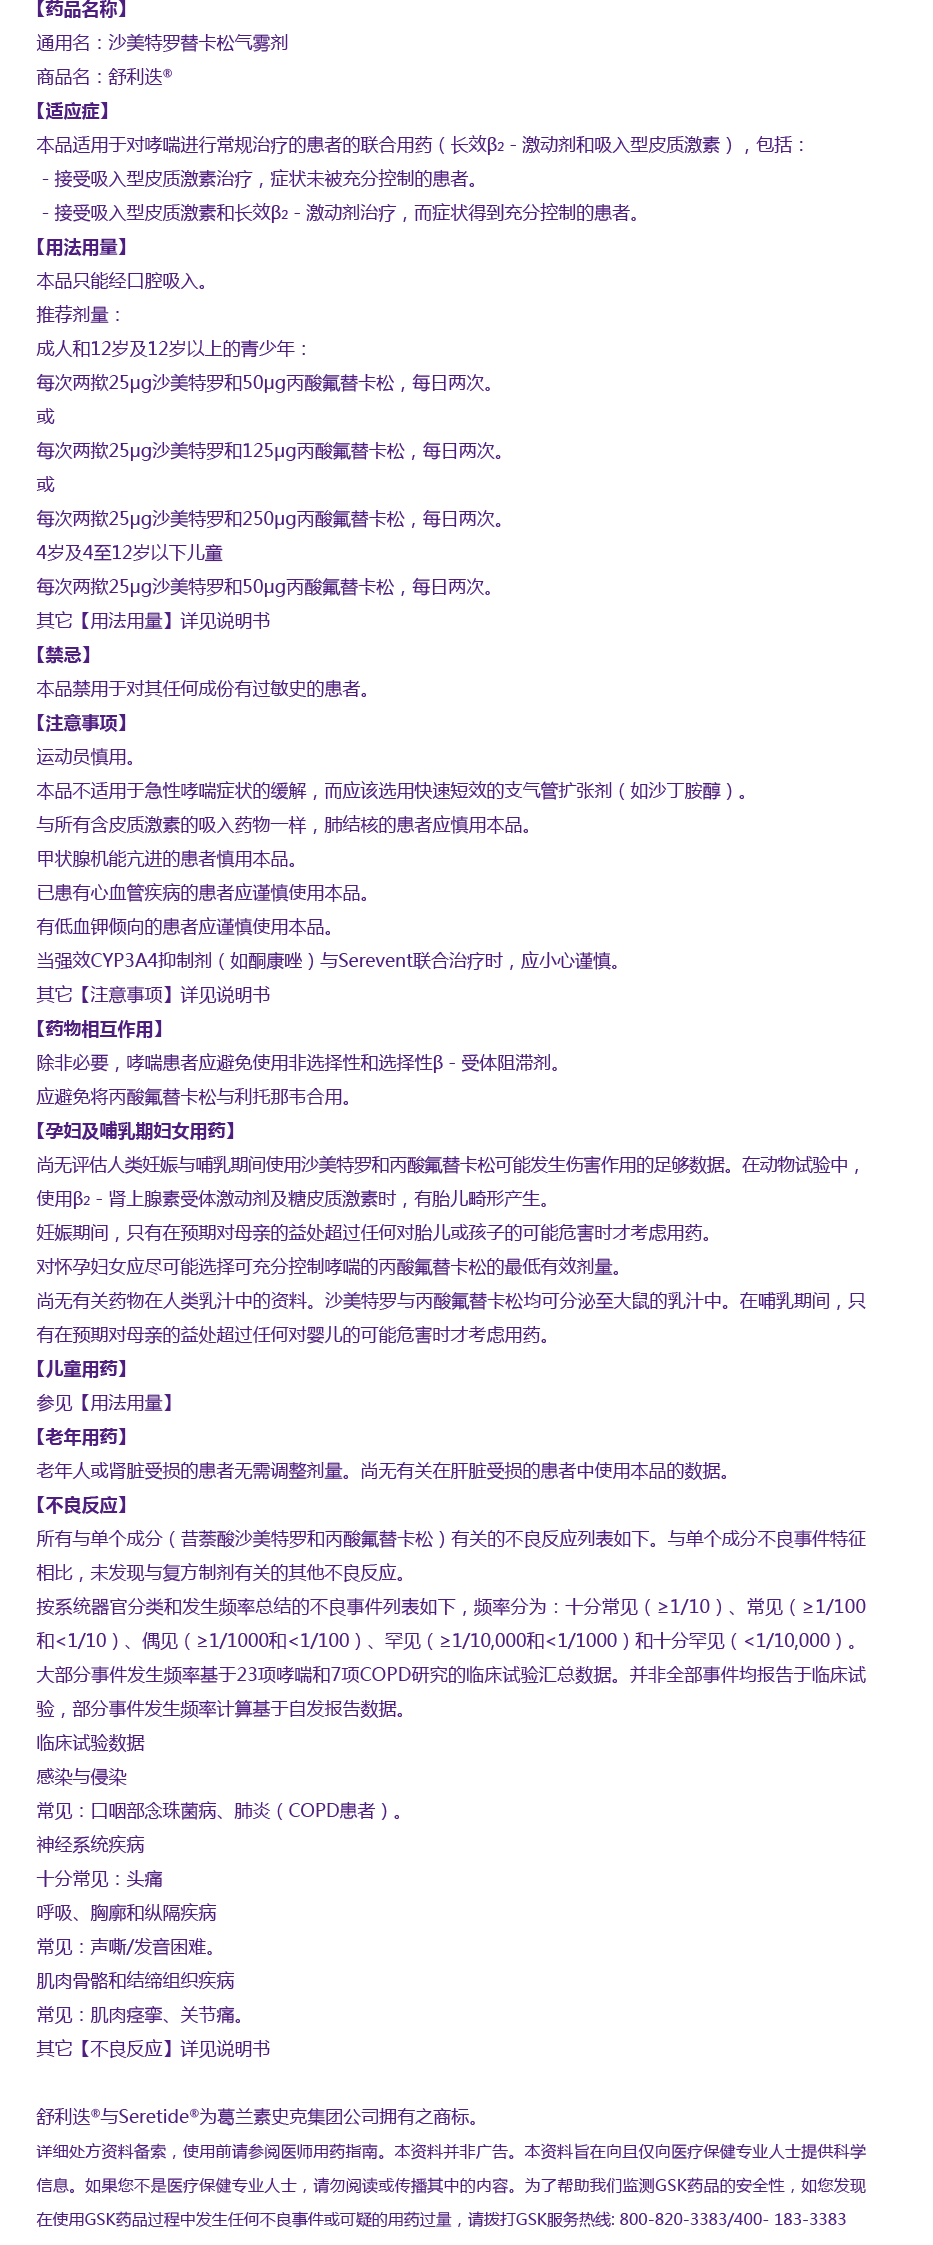 【药品名称】
通用名：沙美特罗替卡松气雾剂
商品名：舒利迭®
【适应症】
本品适用于对哮喘进行常规治疗的患者的联合用药（长效β₂－激动剂和吸入型皮质激素），包括：
－接受吸入型皮质激素治疗，症状未被充分控制的患者。
－接受吸入型皮质激素和长效β₂－激动剂治疗，而症状得到充分控制的患者。
【用法用量】
本品只能经口腔吸入。
推荐剂量：
成人和12岁及12岁以上的青少年：
每次两揿25μg沙美特罗和50μg丙酸氟替卡松，每日两次。
或
每次两揿25μg沙美特罗和125μg丙酸氟替卡松，每日两次。
或
每次两揿25μg沙美特罗和250μg丙酸氟替卡松，每日两次。
4岁及4至12岁以下儿童
每次两揿25μg沙美特罗和50μg丙酸氟替卡松，每日两次。
其它【用法用量】详见说明书
【禁忌】
本品禁用于对其任何成份有过敏史的患者。
【注意事项】
运动员慎用。
本品不适用于急性哮喘症状的缓解，而应该选用快速短效的支气管扩张剂（如沙丁胺醇）。
与所有含皮质激素的吸入药物一样，肺结核的患者应慎用本品。
甲状腺机能亢进的患者慎用本品。
已患有心血管疾病的患者应谨慎使用本品。
有低血钾倾向的患者应谨慎使用本品。
当强效CYP3A4抑制剂（如酮康唑）与Serevent联合治疗时，应小心谨慎。
其它【注意事项】详见说明书
【药物相互作用】
除非必要，哮喘患者应避免使用非选择性和选择性β－受体阻滞剂。
应避免将丙酸氟替卡松与利托那韦合用。
【孕妇及哺乳期妇女用药】
尚无评估人类妊娠与哺乳期间使用沙美特罗和丙酸氟替卡松可能发生伤害作用的足够数据。在动物试验中，
使用β₂－肾上腺素受体激动剂及糖皮质激素时，有胎儿畸形产生。
妊娠期间，只有在预期对母亲的益处超过任何对胎儿或孩子的可能危害时才考虑用药。
对怀孕妇女应尽可能选择可充分控制哮喘的丙酸氟替卡松的最低有效剂量。
尚无有关药物在人类乳汁中的资料。沙美特罗与丙酸氟替卡松均可分泌至大鼠的乳汁中。在哺乳期间，只
有在预期对母亲的益处超过任何对婴儿的可能危害时才考虑用药。
【儿童用药】
参见【用法用量】
【老年用药】
老年人或肾脏受损的患者无需调整剂量。尚无有关在肝脏受损的患者中使用本品的数据。
【不良反应】
所有与单个成分（昔萘酸沙美特罗和丙酸氟替卡松）有关的不良反应列表如下。与单个成分不良事件特征
相比，未发现与复方制剂有关的其他不良反应。
按系统器官分类和发生频率总结的不良事件列表如下，频率分为：十分常见（≥1/10）、常见（≥1/100
和<1/10）、偶见（≥1/1000和<1/100）、罕见（≥1/10,000和<1/1000）和十分罕见（<1/10,000）。
大部分事件发生频率基于23项哮喘和7项COPD研究的临床试验汇总数据。并非全部事件均报告于临床试
验，部分事件发生频率计算基于自发报告数据。
临床试验数据
感染与侵染
常见：口咽部念珠菌病、肺炎（COPD患者）。
神经系统疾病
十分常见：头痛
呼吸、胸廓和纵隔疾病
常见：声嘶/发音困难。
肌肉骨骼和结缔组织疾病
常见：肌肉痉挛、关节痛。
其它【不良反应】详见说明书
舒利迭®与Seretide®为葛兰素史克集团公司拥有之商标。
详细处方资料备索，使用前请参阅医师用药指南。本资料并非广告。本资料旨在向且仅向医疗保健专业人士提供科学
信息。如果您不是医疗保健专业人士，请勿阅读或传播其中的内容。为了帮助我们监测GSK药品的安全性，如您发现
在使用GSK药品过程中发生任何不良事件或可疑的用药过量，请拨打GSK服务热线: 800-820-3383/400- 183-3383